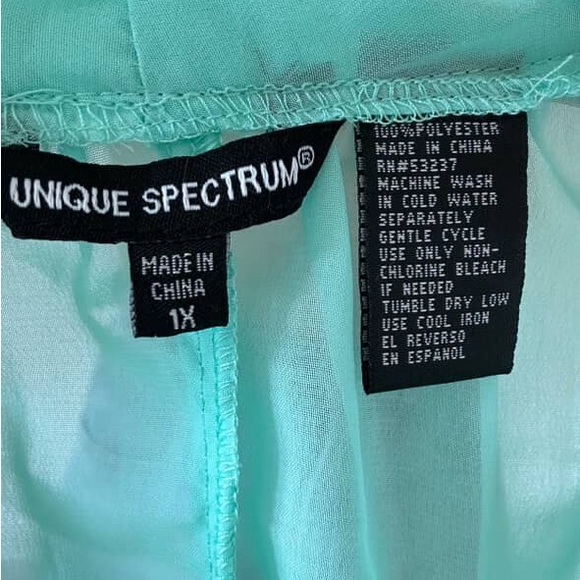 UNIQUE SPECTRUM®
MADE IN
CHINA
1X
100%POLYESTER
MADE IN CHINA
RN#53237
MACHINE WASH
IN COLD WATER
SEPARATELY
GENTLE CYCLE
USE ONLY NON-
CHLORINE BLEACH
IF NEEDED
TUMBLE DRY LOW
USE COOL IRON
EL REVERSO
EN ESPANOL